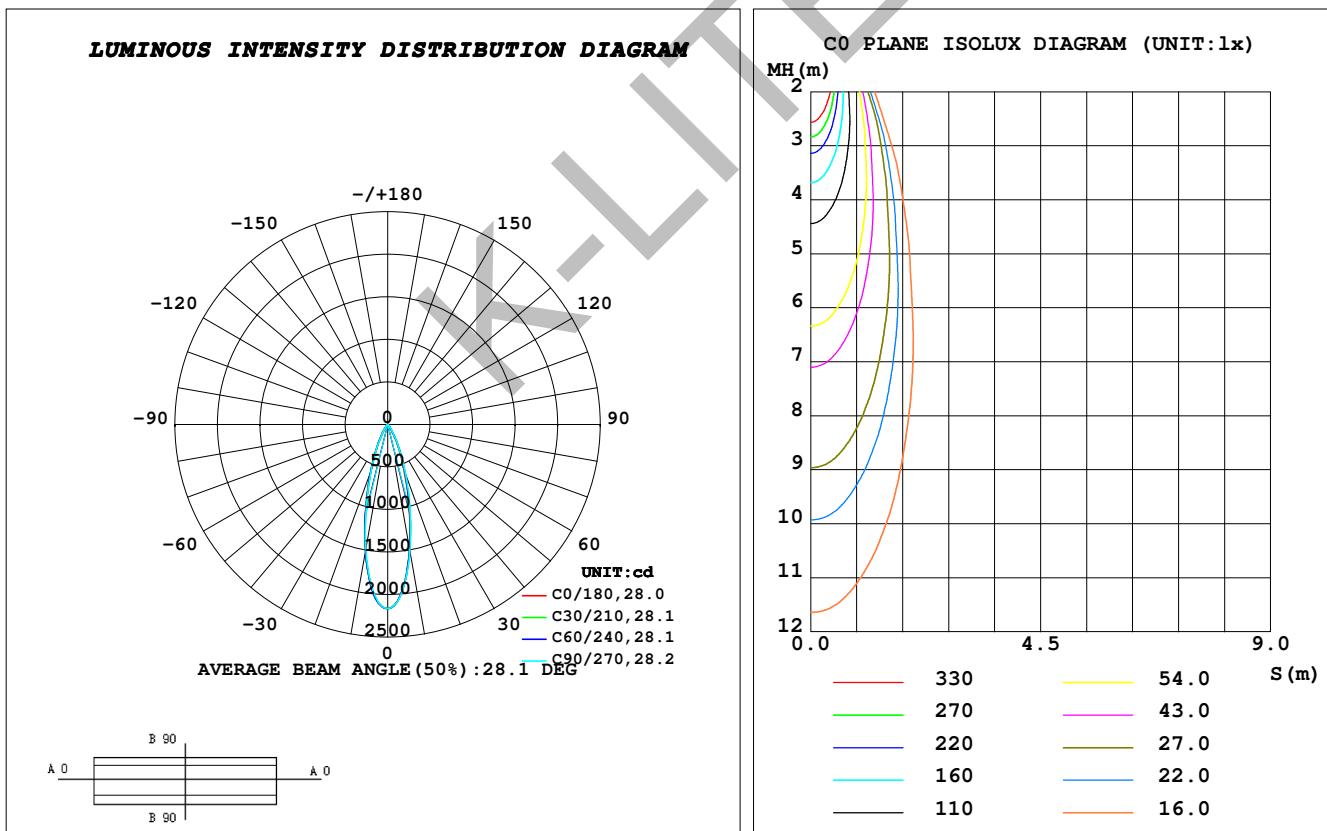 LUMINOUS INTENSITY DISTRIBUTION DIAGRAM
-/+180
-150
150
-120
120
-90
90
-60
60
-30
30
0
0
500
1000
1500
2000
2500
UNIT:cd
C0/180,28.0
C30/210,28.1
C60/240,28.1
C90/270,28.2
AVERAGE BEAM ANGLE(50%):28.1 DEG
B 90
A 0
A 0
B 90
K-LITE
C0 PLANE ISOLUX DIAGRAM (UNIT:lx)
MH(m)
2
3
4
5
6
7
8
9
10
11
12
0.0
4.5
9.0
S(m)
330
270
220
160
110
54.0
43.0
27.0
22.0
16.0